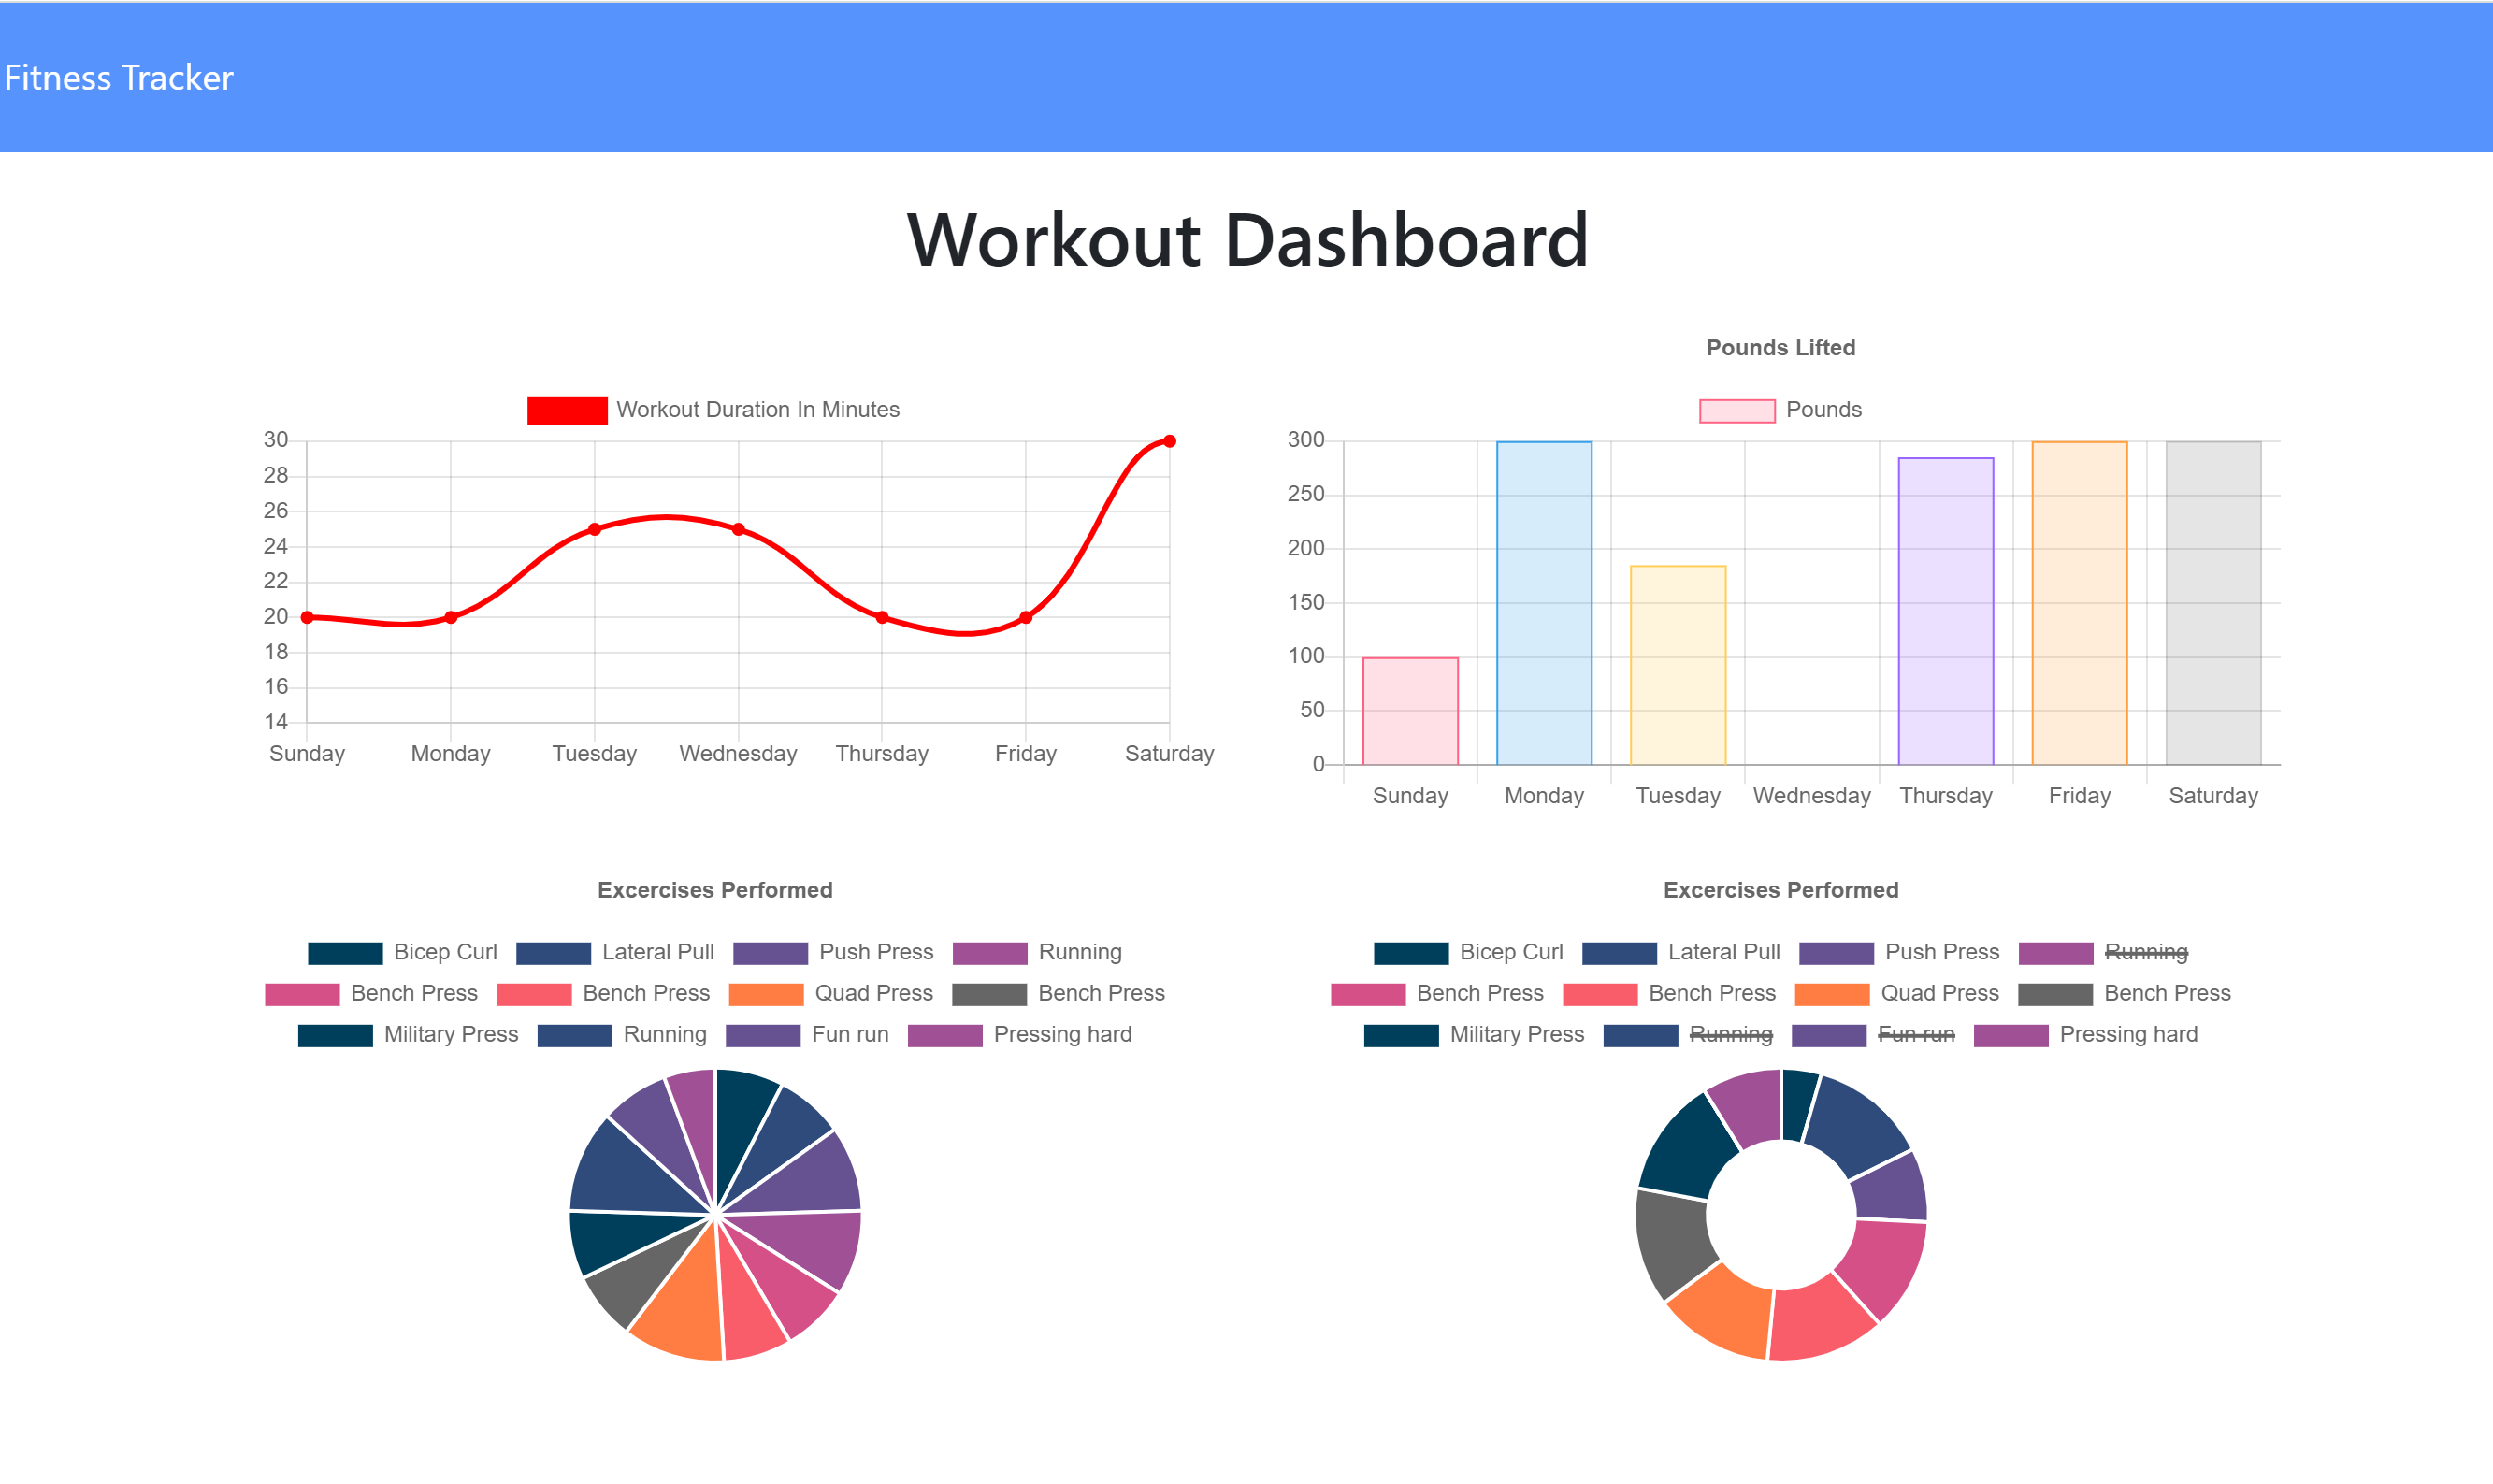 Fitness Tracker
Workout Dashboard
Workout Duration In Minutes
30
28
26
24
22
20
18
16
14
Sunday Monday Tuesday Wednesday Thursday Friday Saturday
Pounds Lifted
Pounds
300
250
200
150
100
50
0
Sunday Monday Tuesday Wednesday Thursday Friday Saturday
Excercises Performed
Bicep Curl Lateral Pull Push Press Running
Bench Press Bench Press Quad Press Bench Press
Military Press Running Fun run Pressing hard
Excercises Performed
Bicep Curl Lateral Pull Push Press Running
Bench Press Bench Press Quad Press Bench Press
Military Press Running Fun run Pressing hard